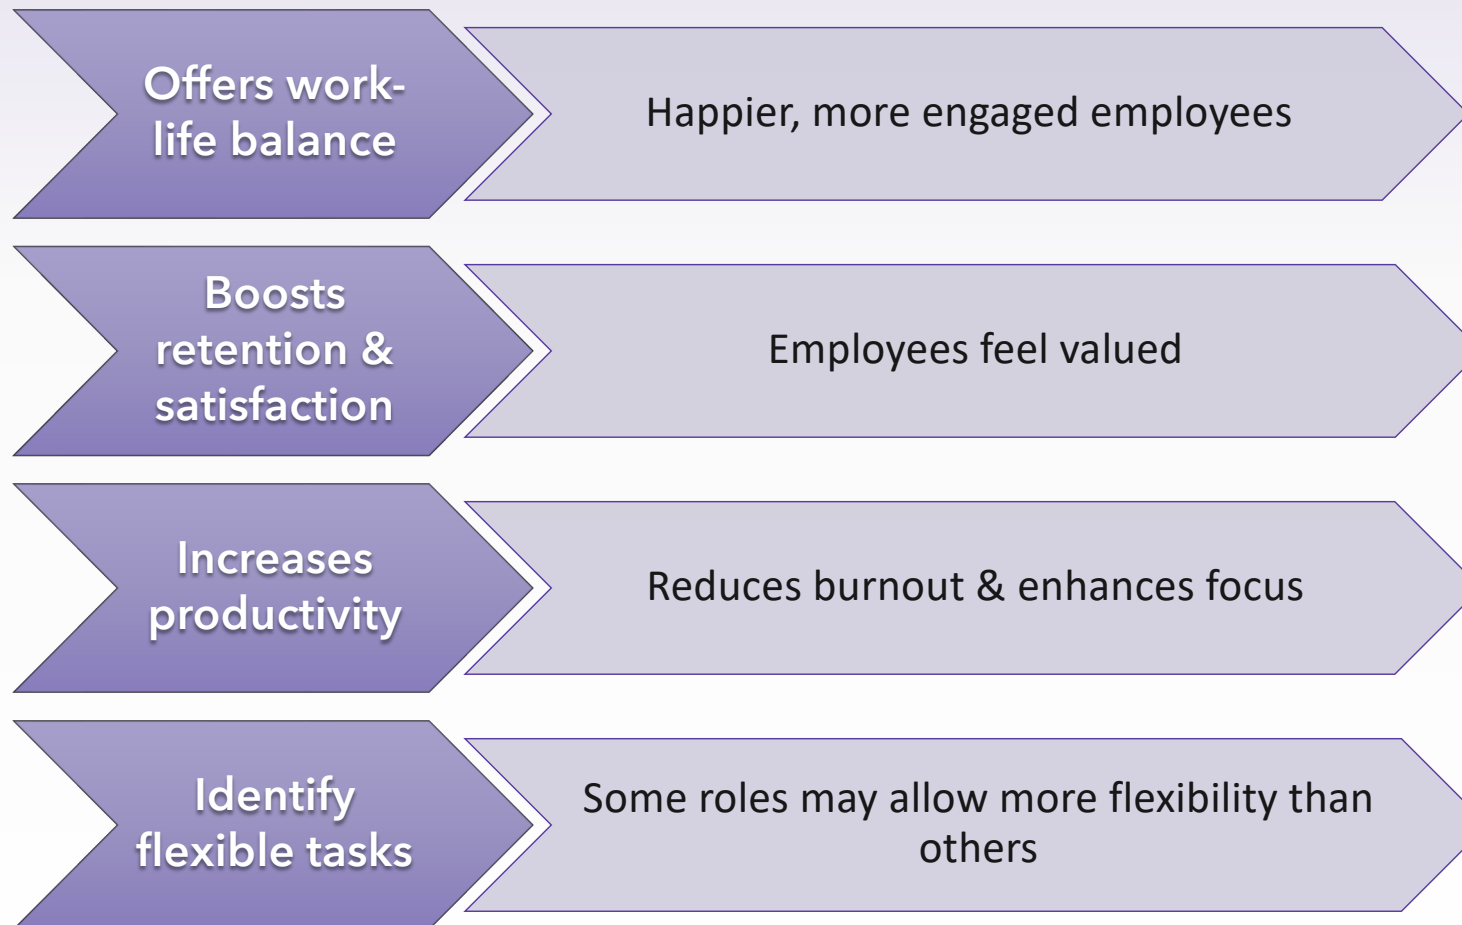 Offers work-
life balance
Happier, more engaged employees
Boosts
retention &
satisfaction
Employees feel valued
Increases
productivity
Reduces burnout & enhances focus
Identify
flexible tasks
Some roles may allow more flexibility than
others